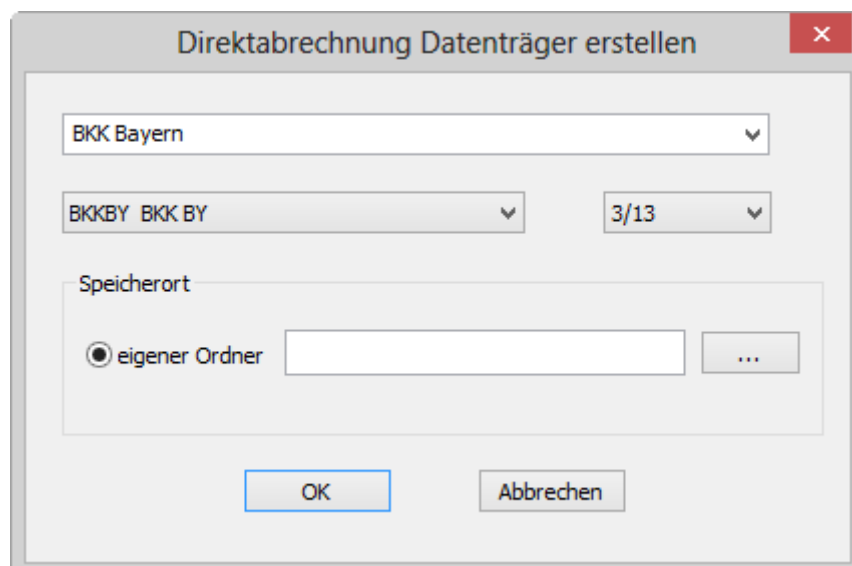 Direktabrechnung Datenträger erstellen
BKK Bayern
BKKBY BKK BY
3/13
Speicherort
eigener Ordner
...
OK
Abbrechen